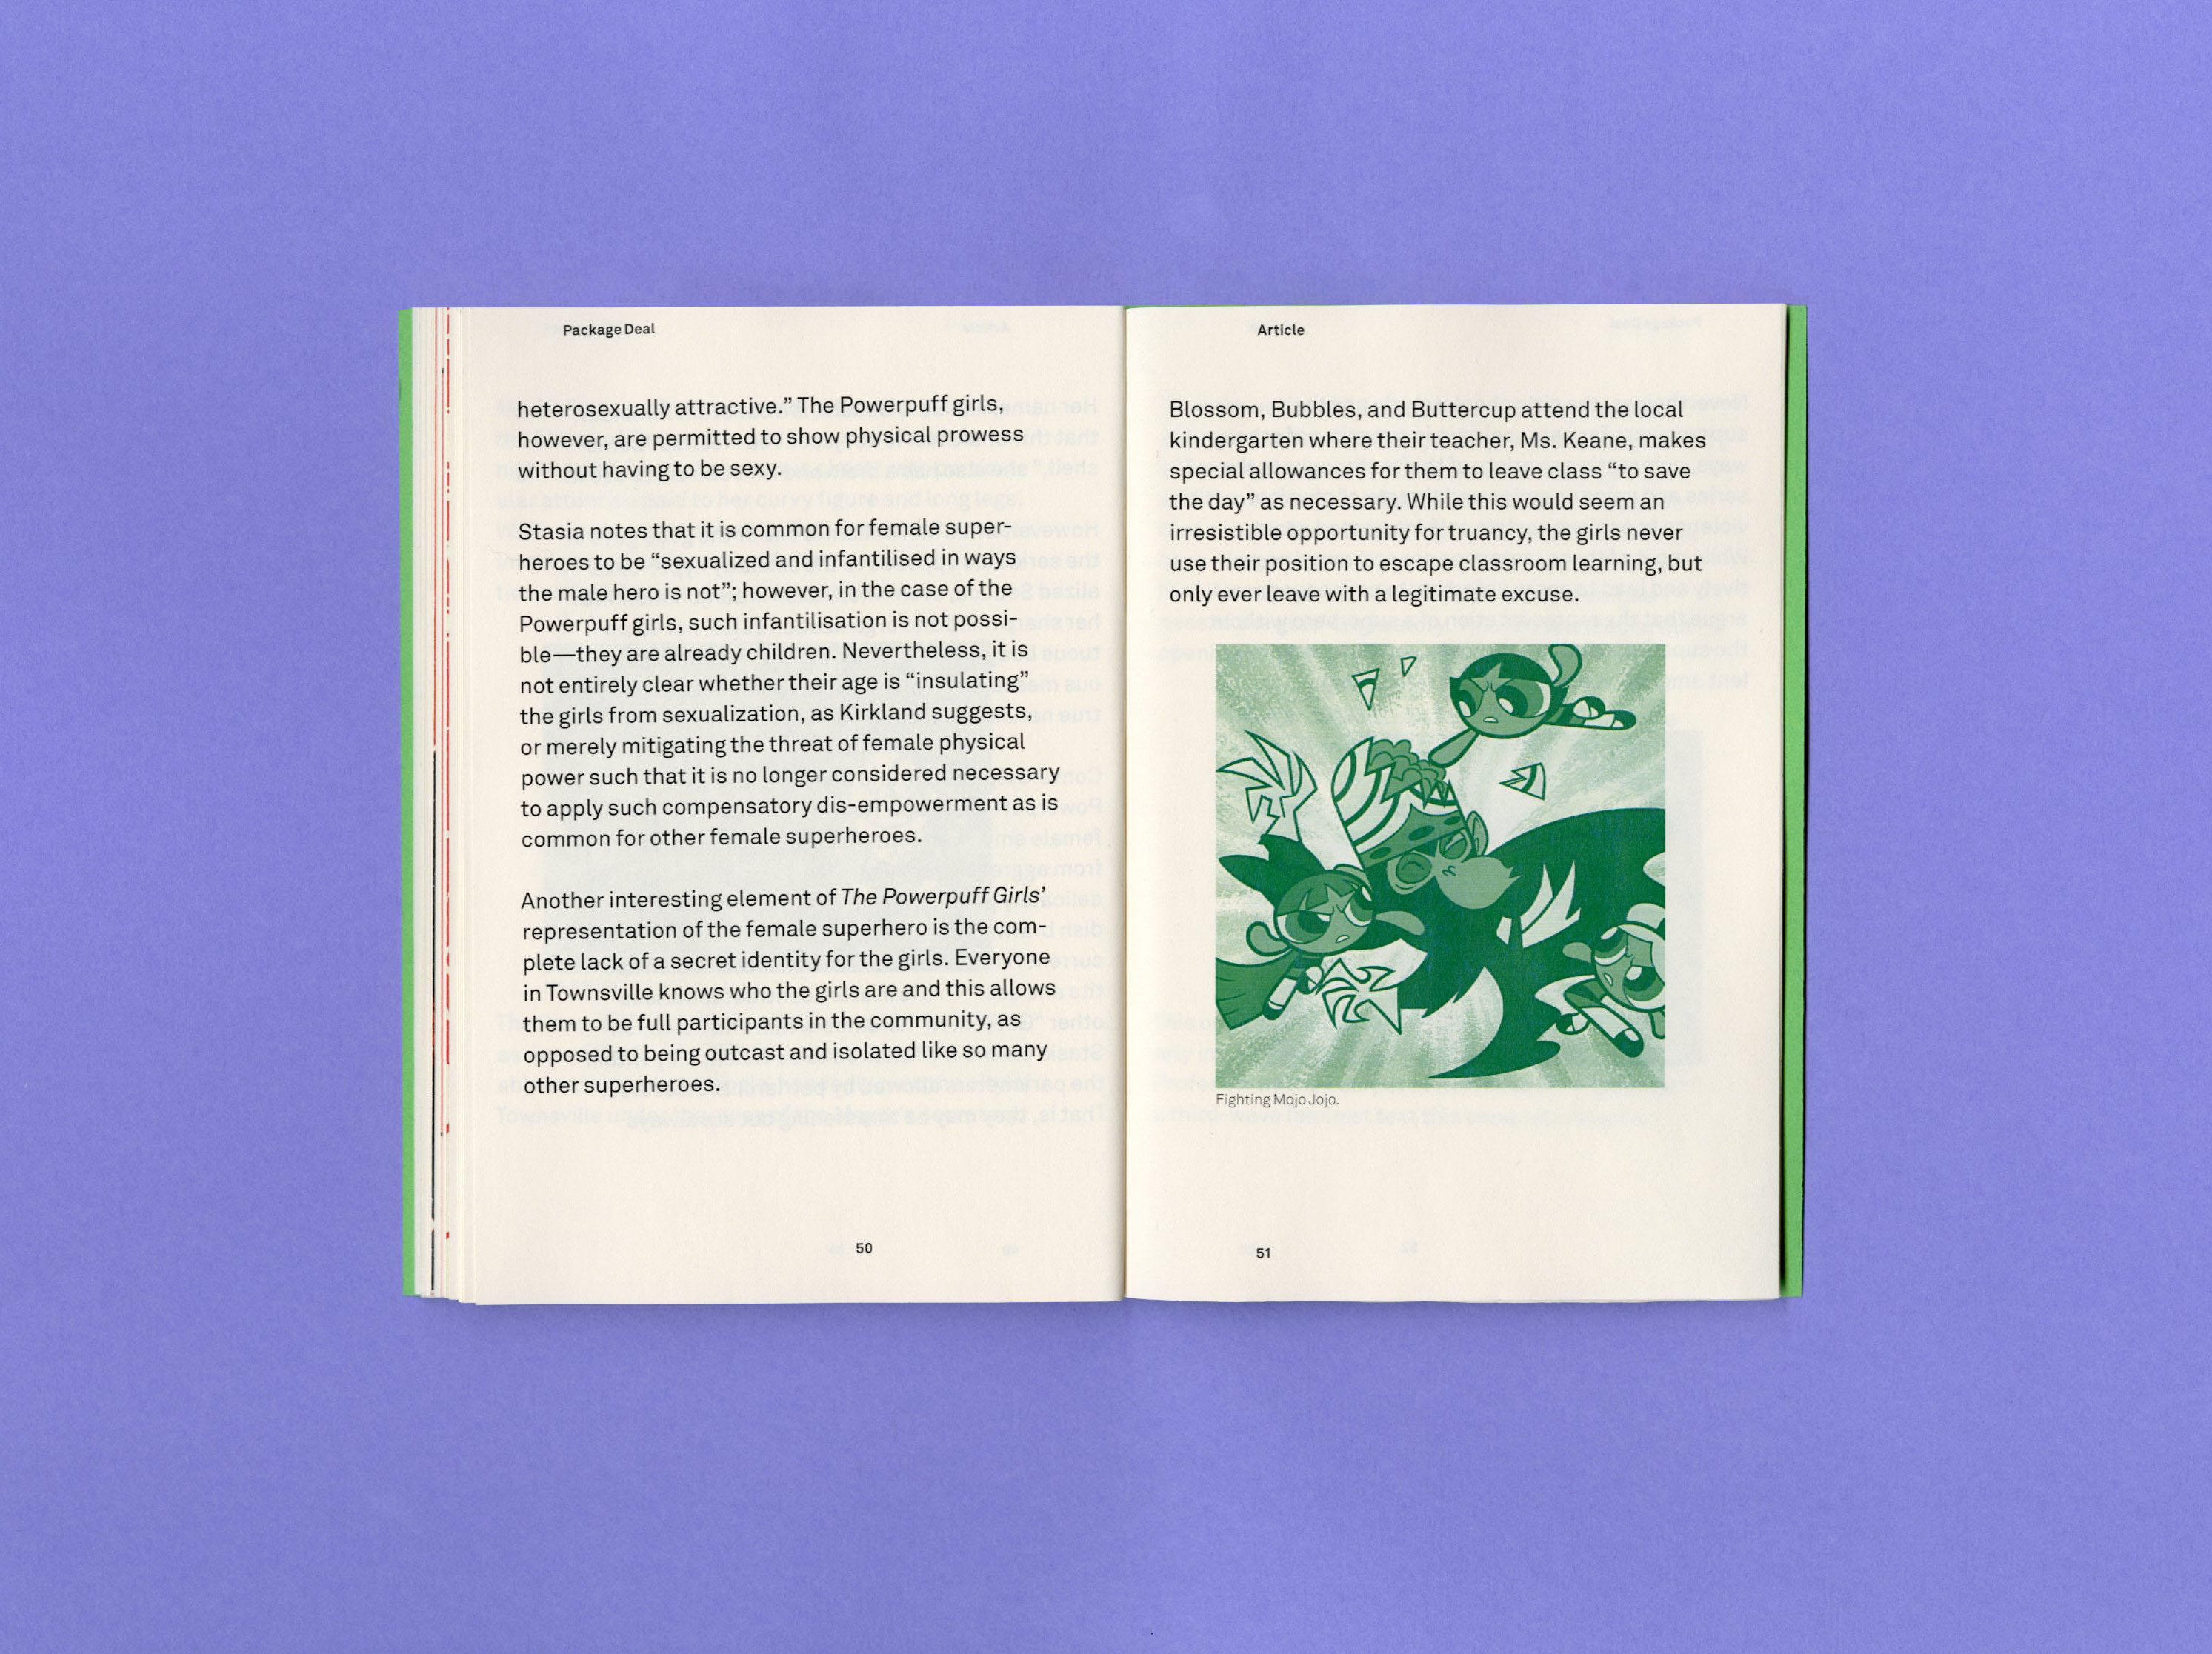 Package Deal
heterosexually attractive.” The Powerpuff girls,
however, are permitted to show physical prowess
without having to be sexy.
Stasia notes that it is common for female super-
heroes to be “sexualized and infantilised in ways
the male hero is not”; however, in the case of the
Powerpuff girls, such infantilisation is not possi-
ble—they are already children. Nevertheless, it is
not entirely clear whether their age is “insulating”
the girls from sexualization, as Kirkland suggests,
or merely mitigating the threat of female physical
power such that it is no longer considered necessary
to apply such compensatory dis-empowerment as is
common for other female superheroes.
Another interesting element of The Powerpuff Girls’
representation of the female superhero is the com-
plete lack of a secret identity for the girls. Everyone
in Townsville knows who the girls are and this allows
them to be full participants in the community, as
opposed to being outcast and isolated like so many
other superheroes.
50
Article
Blossom, Bubbles, and Buttercup attend the local
kindergarten where their teacher, Ms. Keane, makes
special allowances for them to leave class “to save
the day” as necessary. While this would seem an
irresistible opportunity for truancy, the girls never
use their position to escape classroom learning, but
only ever leave with a legitimate excuse.
Fighting Mojo Jojo.
51